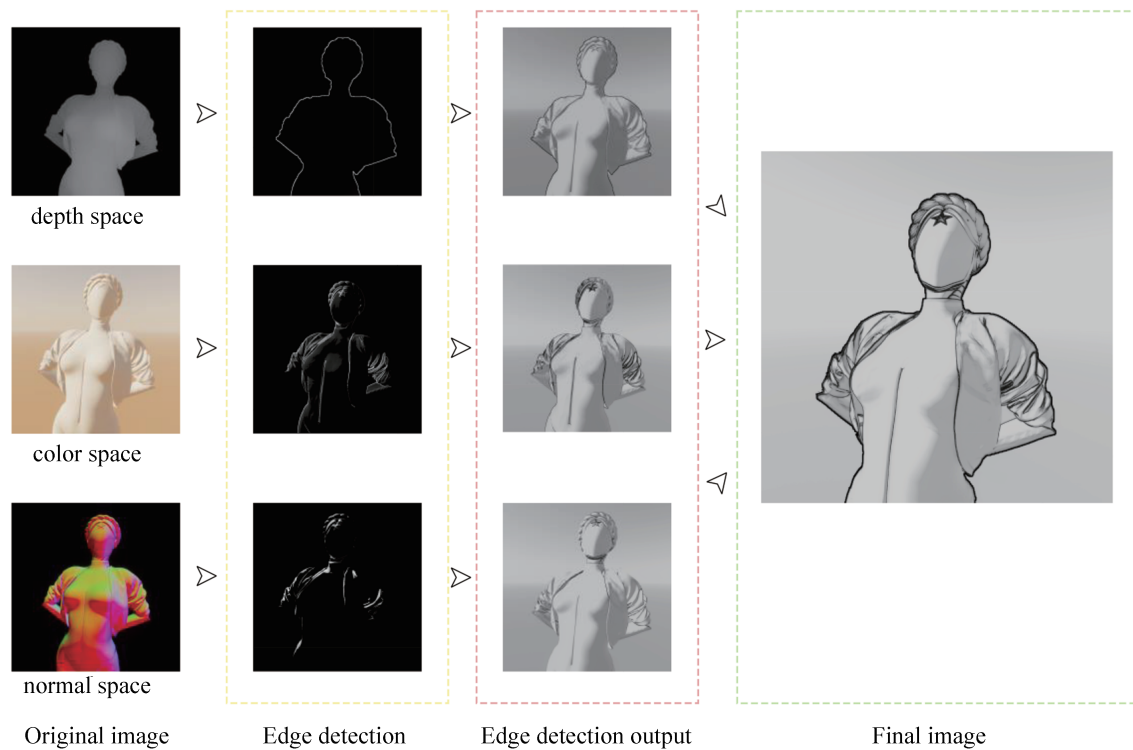 depth space
color space
normal space
Original image
Edge detection
Edge detection output
Final image